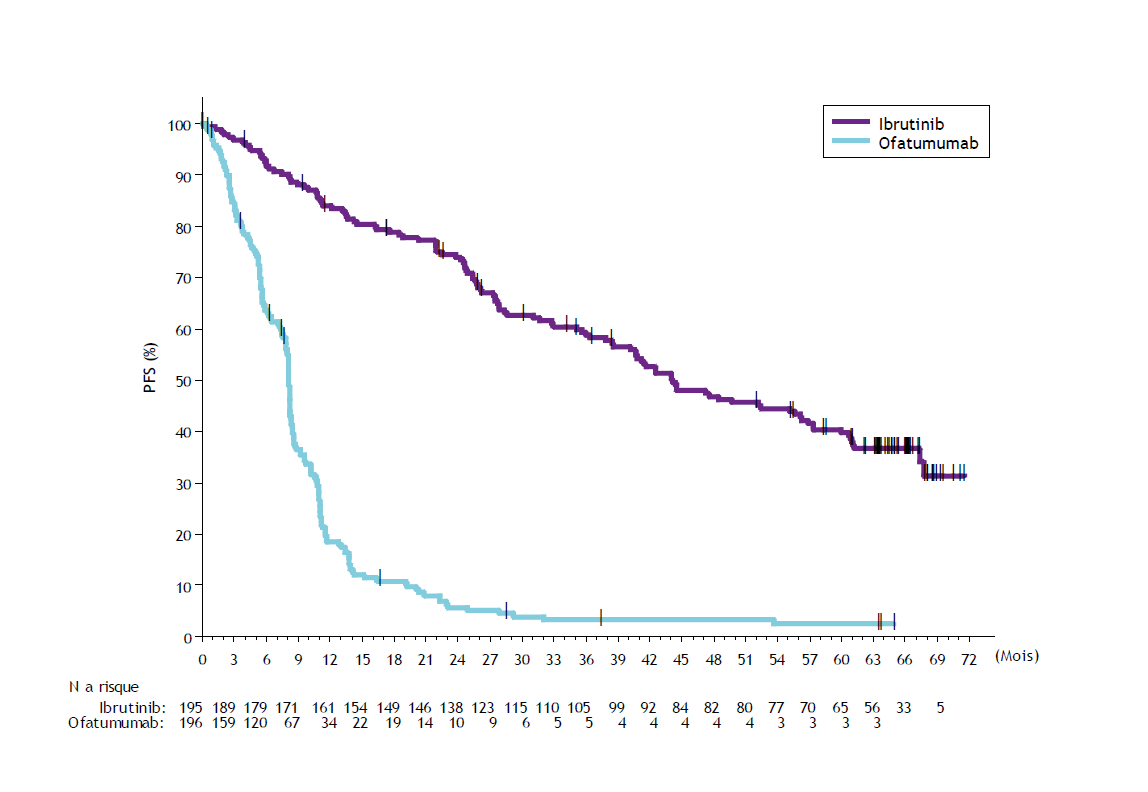 Ibrutinib
Ofatumumab
100
90
80
70
60
50
40
30
20
10
0
PFS (%)
0 3 6 9 12 15 18 21 24 27 30 33 36 39 42 45 48 51 54 57 60 63 66 69 72 (Mois)
N a risque
Ibrutinib: 195 189 179 171 161 154 149 146 138 123 115 110 105 99 92 84 82 80 77 70 65 56 33 5
Ofatumumab: 196 159 120 67 34 22 19 14 10 9 6 5 5 4 4 4 4 4 3 3 3 3